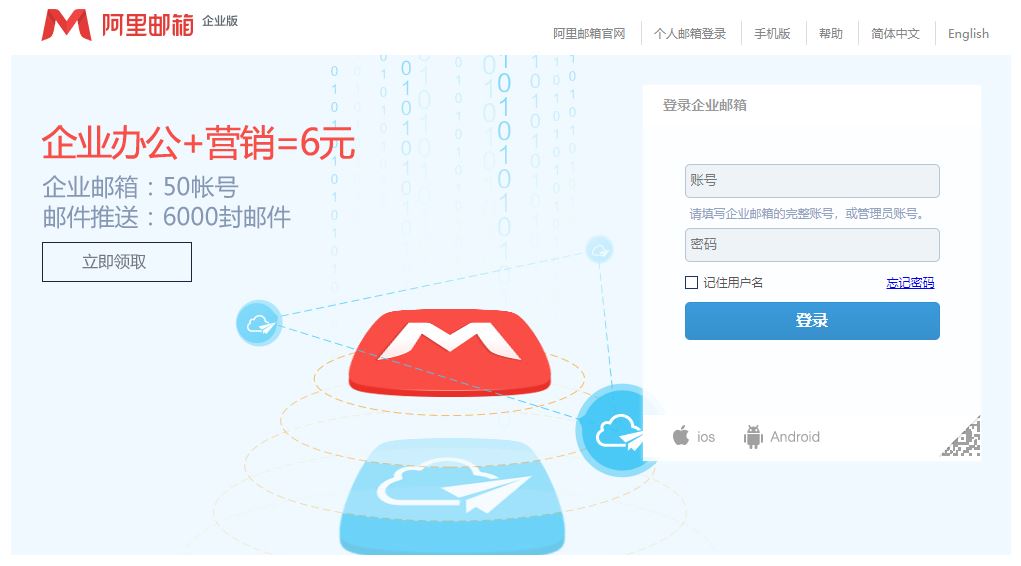 阿里邮箱 企业版
阿里邮箱官网 个人邮箱登录 手机版 帮助 简体中文 English
企业办公+营销=6元
企业邮箱：50帐号
邮件推送：6000封邮件
立即领取
登录企业邮箱
账号
请填写企业邮箱的完整账号，或管理员账号。
密码
记住用户名 忘记密码
登录
ios Android